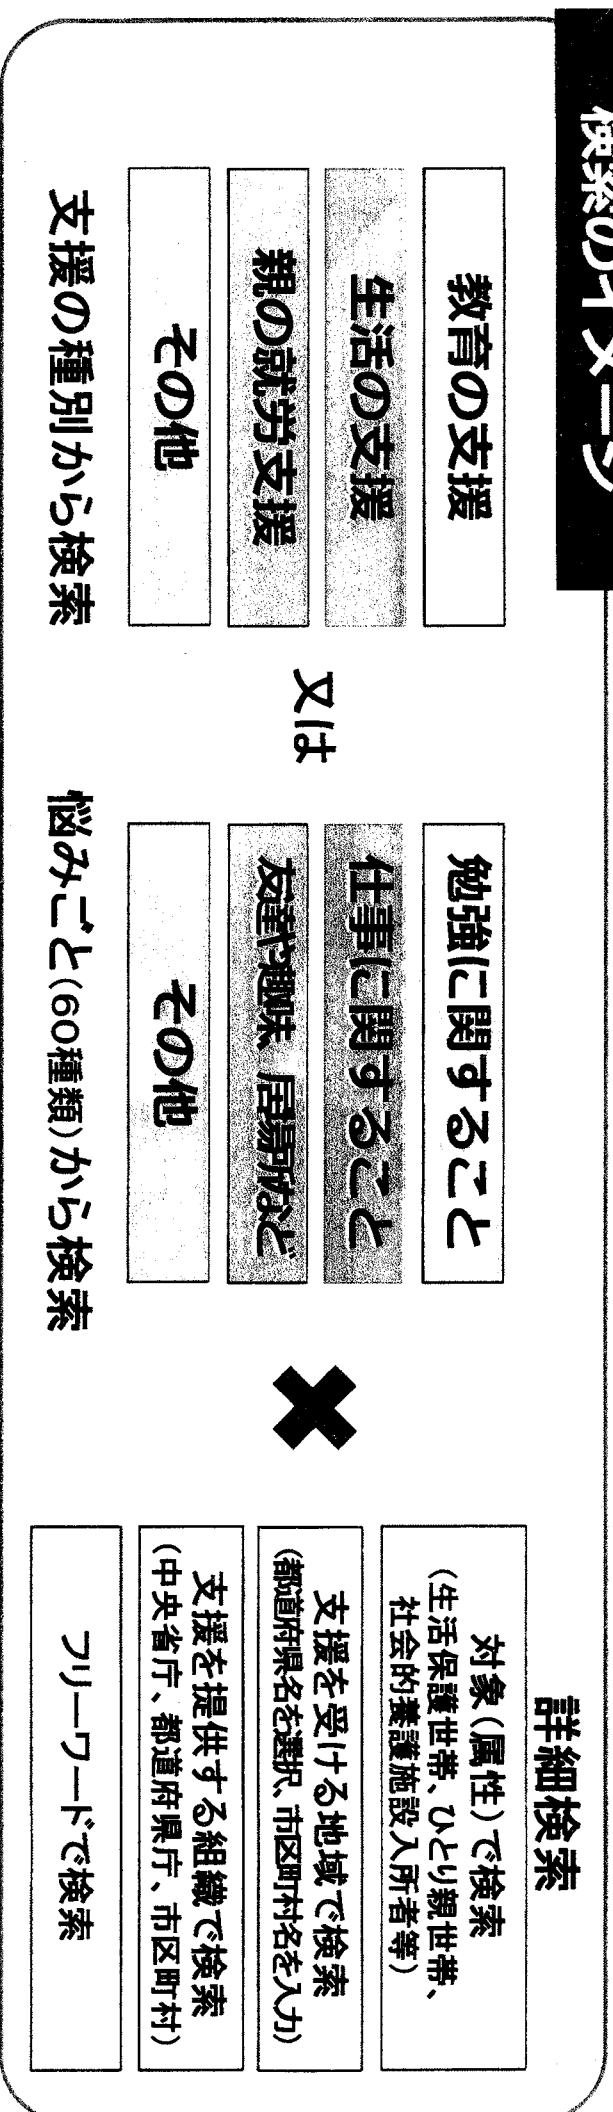 検索のイメージ
教育の支援
生活の支援
親の就労支援
その他
支援の種別から検索
又は
勉強に関すること
仕事に関すること
友達や趣味、居場所など
その他
悩みごと(60種類)から検索
×
詳細検索
対象(属性)で検索
(生活保護世帯、ひとり親世帯、
社会的養護施設入所者等)
支援を受ける地域で検索
(都道府県名を選択、市区町村名を入力)
支援を提供する組織で検索
(中央省庁、都道府県庁、市区町村)
フリーワードで検索